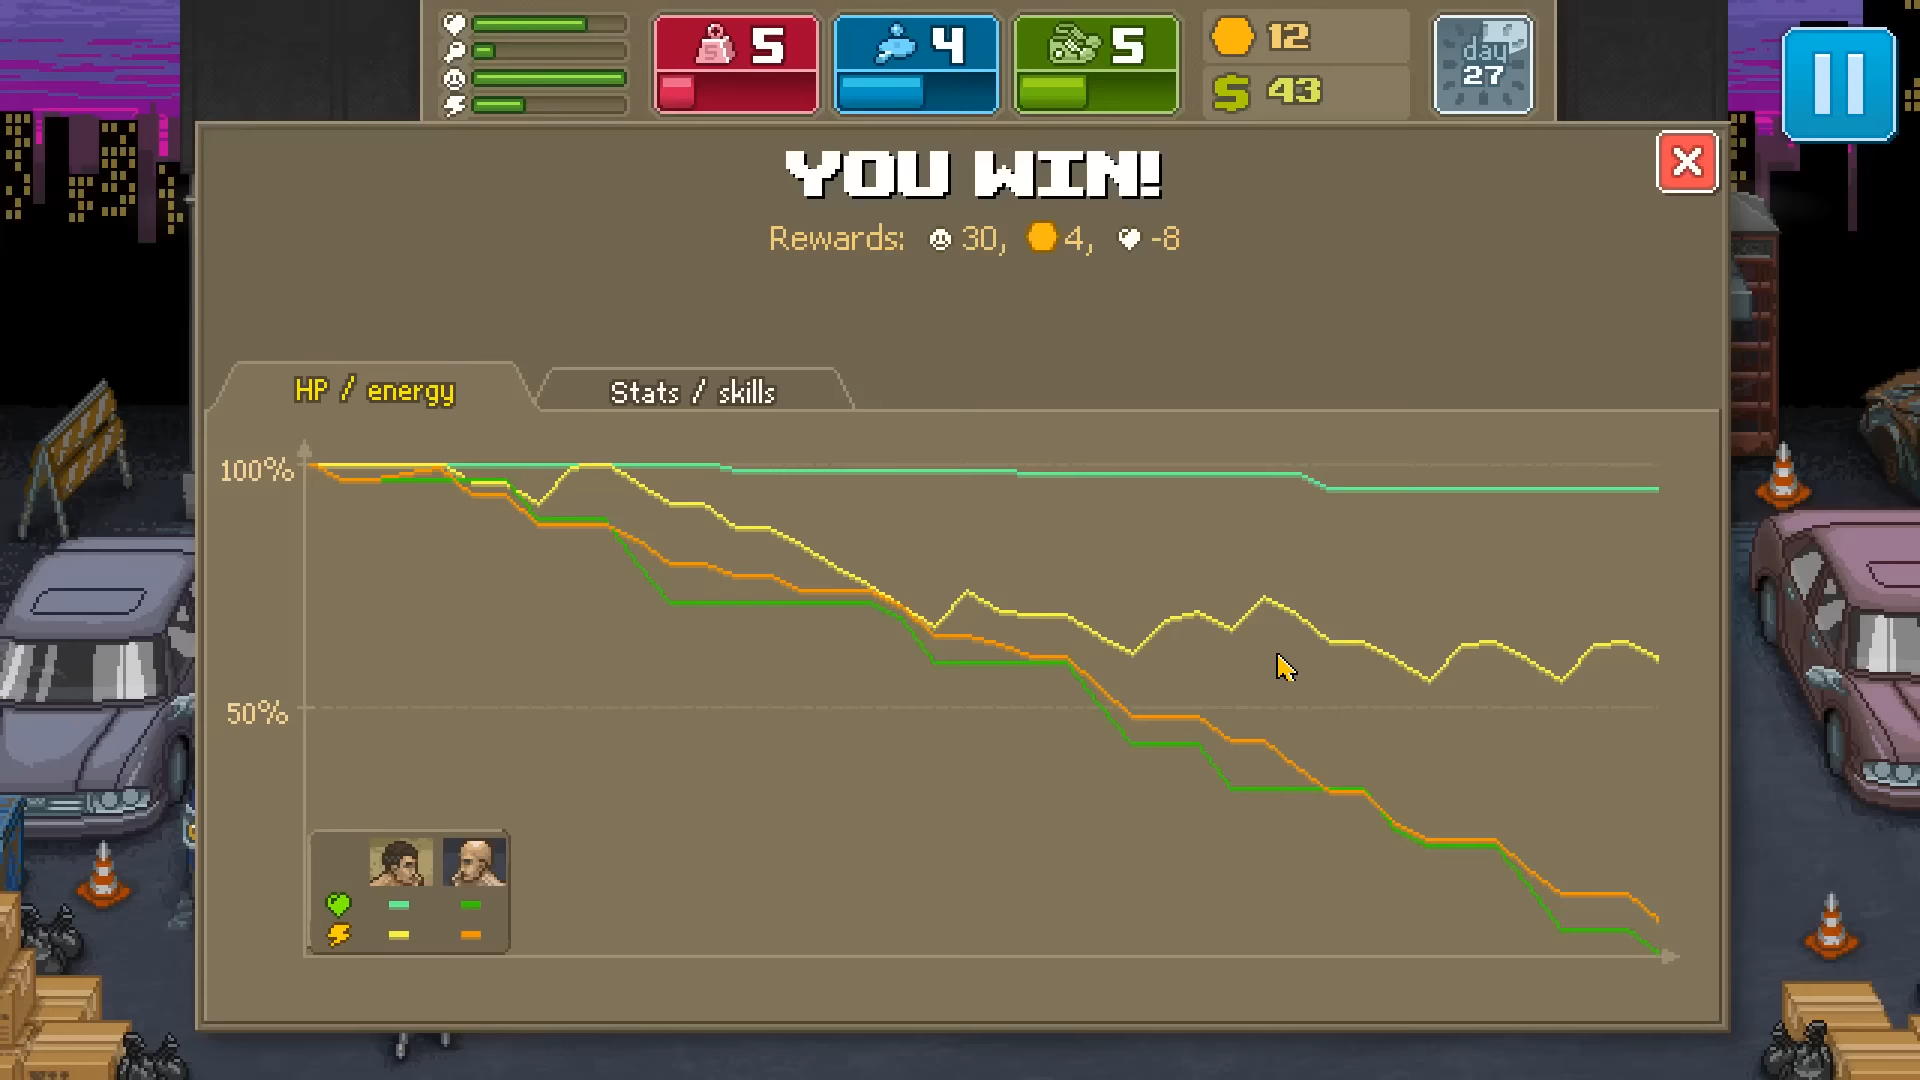 5
4
5
12
43
day
27
YOU WIN!
Rewards: 30, 4, -8
HP / energy
Stats / skills
100%
50%